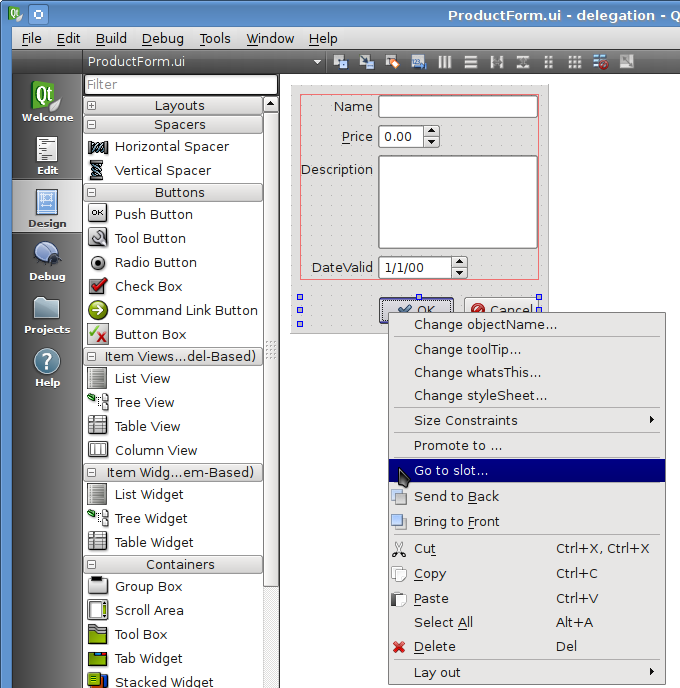 ProductForm.ui - delegation - Q
File Edit Build Debug Tools Window Help
ProductForm.ui
Qt
Welcome
Edit
Design
Debug
Projects
Help
Filter
Layouts
Spacers
Horizontal Spacer
Vertical Spacer
Buttons
OK Push Button
Tool Button
Radio Button
Check Box
Command Link Button
Button Box
Item Views...del-Based)
List View
Tree View
Table View
Column View
Item Widg...em-Based)
List Widget
Tree Widget
Table Widget
Containers
Group Box
Scroll Area
Tool Box
Tab Widget
Stacked Widget
Name
Price 0.00
Description
DateValid 1/1/00
OK Cancel
Change objectName...
Change toolTip...
Change whatsThis...
Change styleSheet...
Size Constraints
Promote to ...
Go to slot...
Send to Back
Bring to Front
Cut Ctrl+X, Ctrl+X
Copy Ctrl+C
Paste Ctrl+V
Select All Alt+A
Delete Del
Lay out